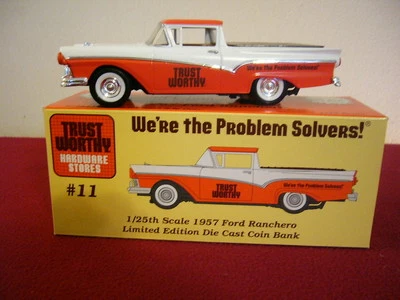 TRUST
WORTHY
We're the Problem Solvers!
TRUST
WORTHY
HARDWARE
STORES
#11
We're the Problem Solvers!®
TRUST
WORTHY
We're the Problem Solvers!
1/25th Scale 1957 Ford Ranchero
Limited Edition Die Cast Coin Bank